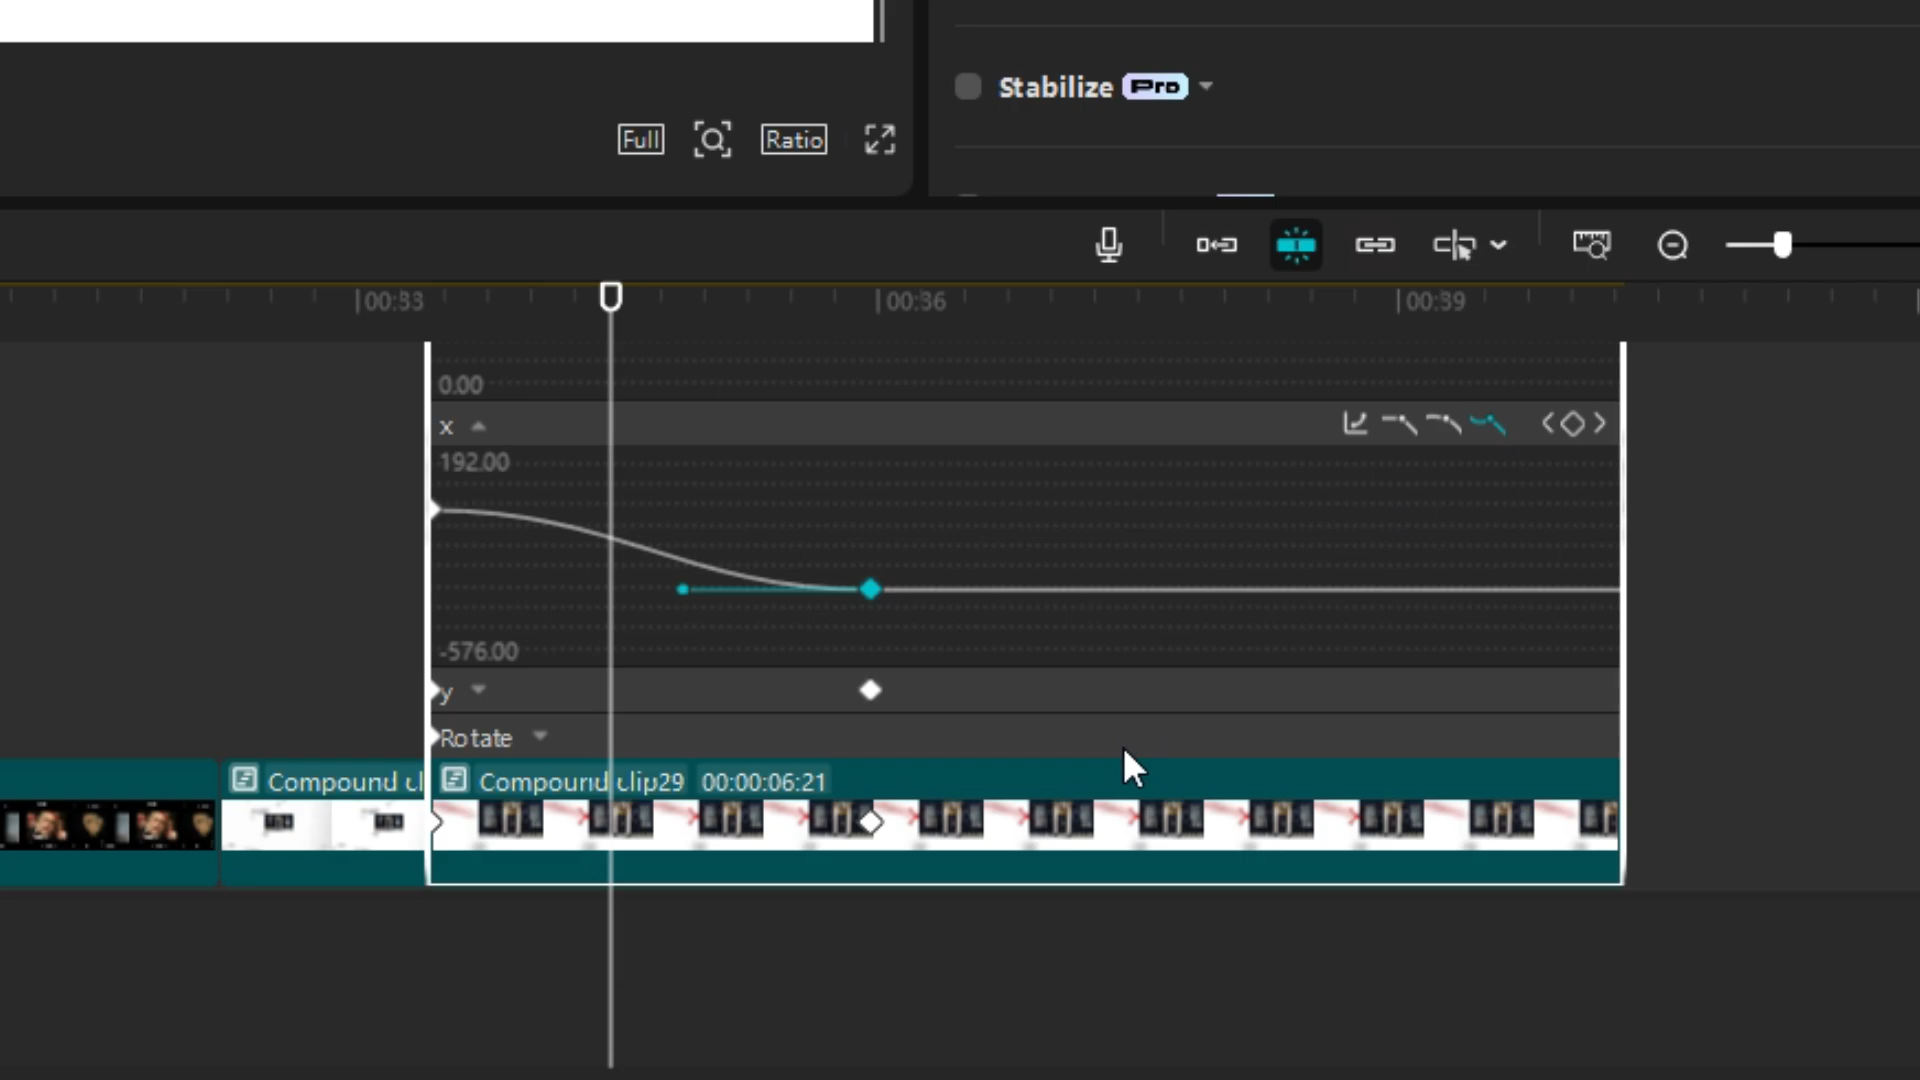 Stabilize Pro
Full Ratio
00:33 00:36 00:39
0.00
x
192.00
-576.00
y
Rotate
Compound cl Compound clip29 00:00:06:21